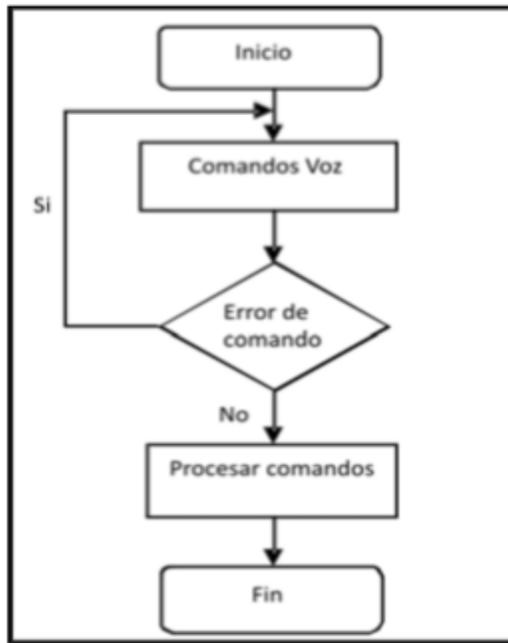 Inicio
Comandos Voz
Si
Error de
comando
No
Procesar comandos
Fin